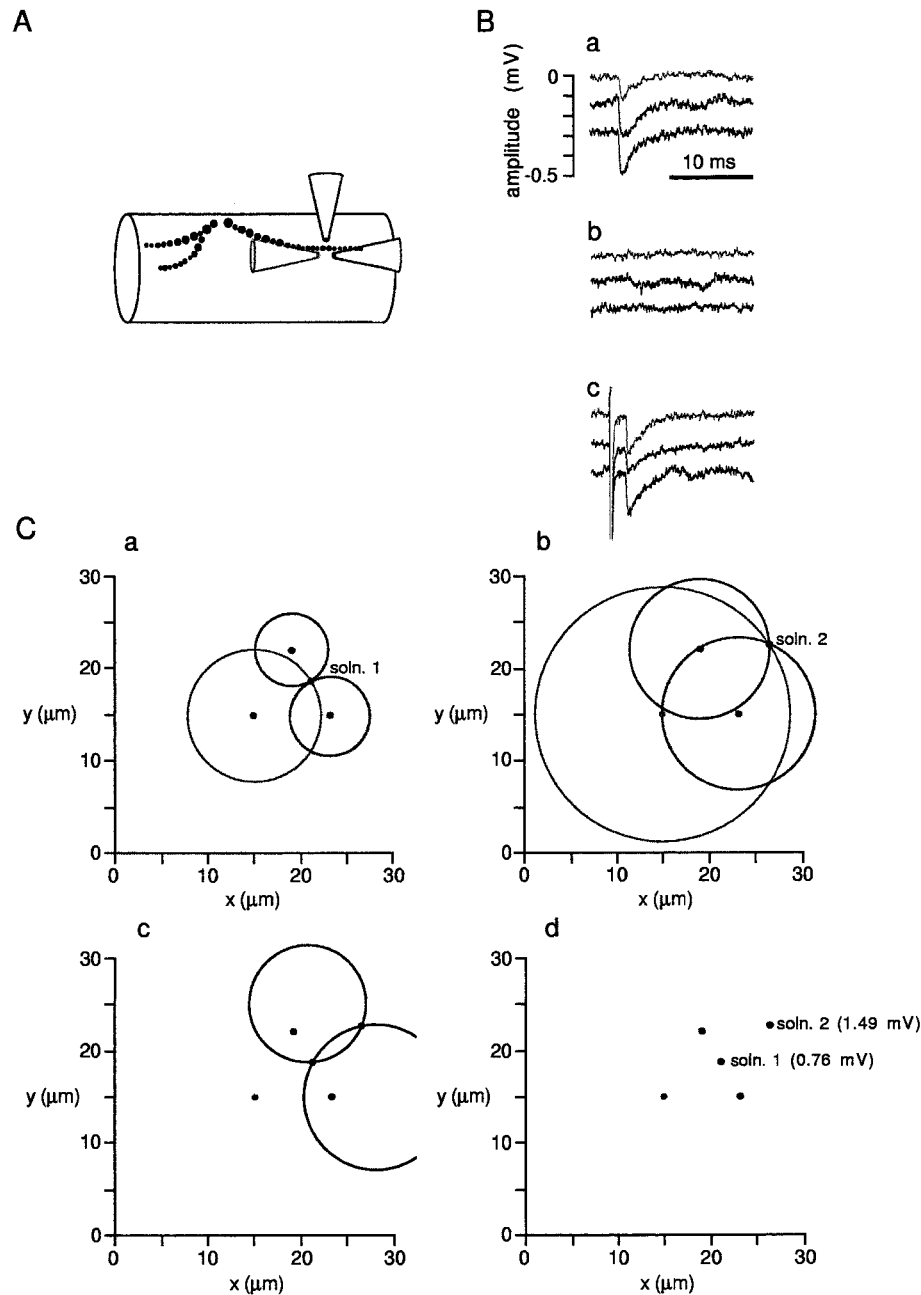 A
B
a
amplitude (mV)
0
-0.5
10 ms
b
c
C
a
30
20
y (μm)
10
0
soln. 1
0
10
20
30
x (μm)
b
30
20
y (μm)
10
0
soln. 2
0
10
20
30
x (μm)
c
30
20
y (μm)
10
0
0
10
20
30
x (μm)
d
30
20
y (μm)
10
0
soln. 2 (1.49 mV)
soln. 1 (0.76 mV)
0
10
20
30
x (μm)